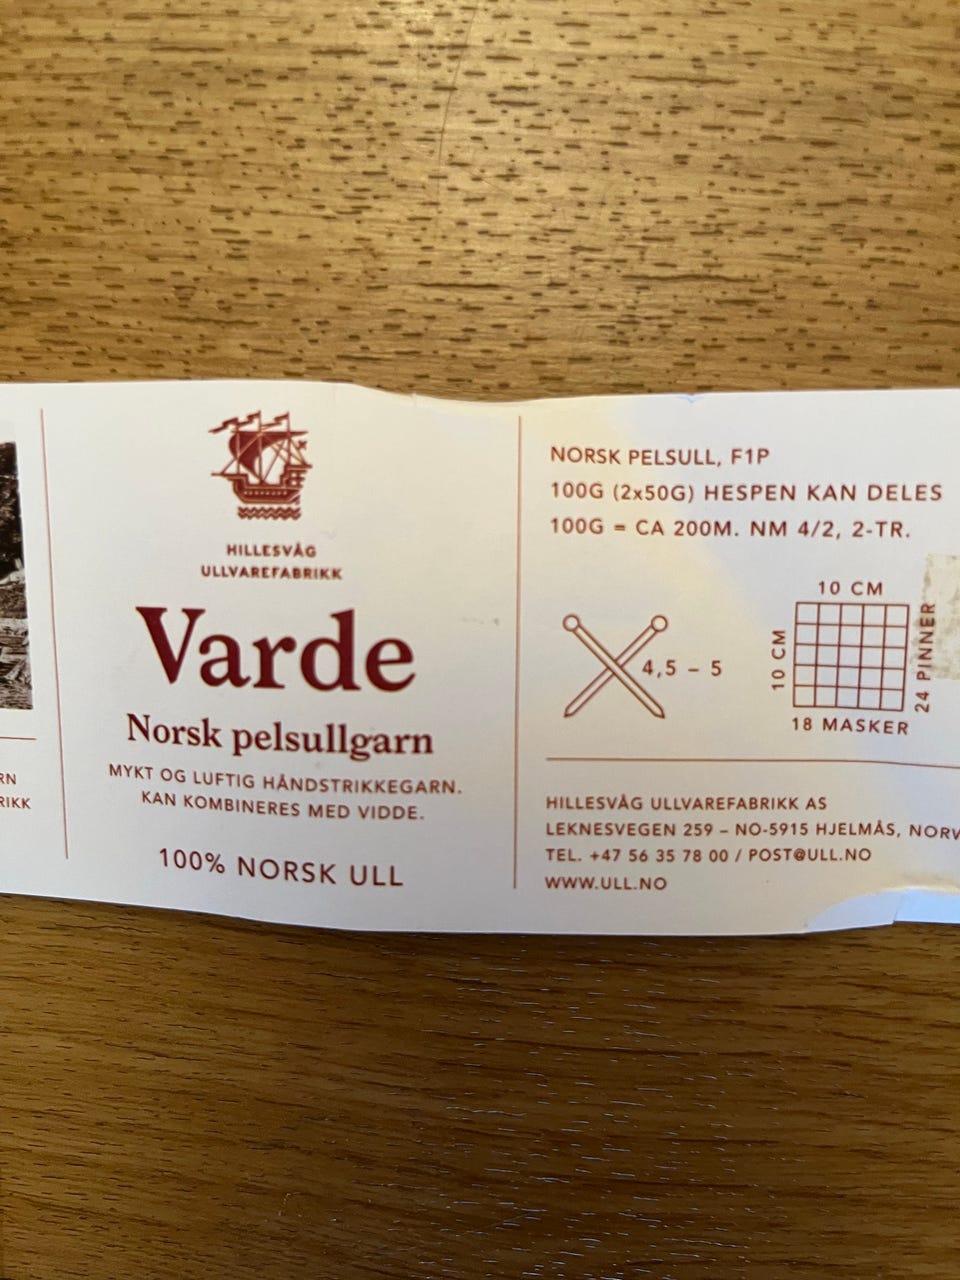 RN
RIKK
HILLESVÅG
ULLVAREFABRIKK
Varde
Norsk pelsullgarn
MYKT OG LUFTIG HÅNDSTRIKKEGARN.
KAN KOMBINERES MED VIDDE.
100% NORSK ULL
NORSK PELSULL, F1P
100G (2x50G) HESPEN KAN DELES
100G = CA 200M. NM 4/2, 2-TR.
4,5 – 5
10 CM
10 CM
24 PINNER
18 MASKER
HILLESVÅG ULLVAREFABRIKK AS
LEKNESVEGEN 259 – NO-5915 HJELMÅS, NORW
TEL. +47 56 35 78 00 / POST@ULL.NO
WWW.ULL.NO